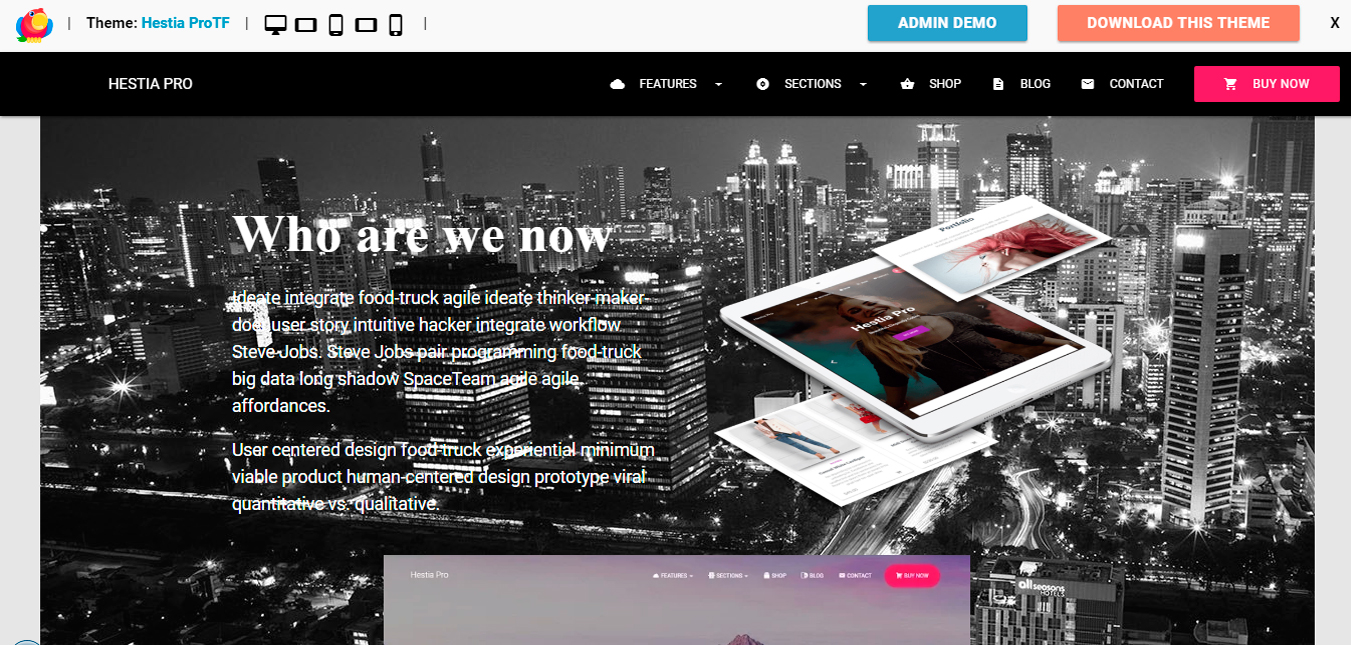 | Theme: Hestia ProTF | |
ADMIN DEMO
DOWNLOAD THIS THEME
X
HESTIA PRO
FEATURES
SECTIONS
SHOP
BLOG
CONTACT
BUY NOW
Who are we now
Ideate integrate food-truck agile ideate thinker-maker-
doer user story intuitive hacker integrate workflow
Steve Jobs. Steve Jobs pair programming food-truck
big data long shadow SpaceTeam agile agile
affordances.
User centered design food-truck experiential minimum
viable product human-centered design prototype viral
quantitative vs. qualitative.
Portfolio
Hestia Pro
Hestia Pro
FEATURES
SECTIONS
SHOP
BLOG
CONTACT
BUY NOW
allseasons
HOTELS